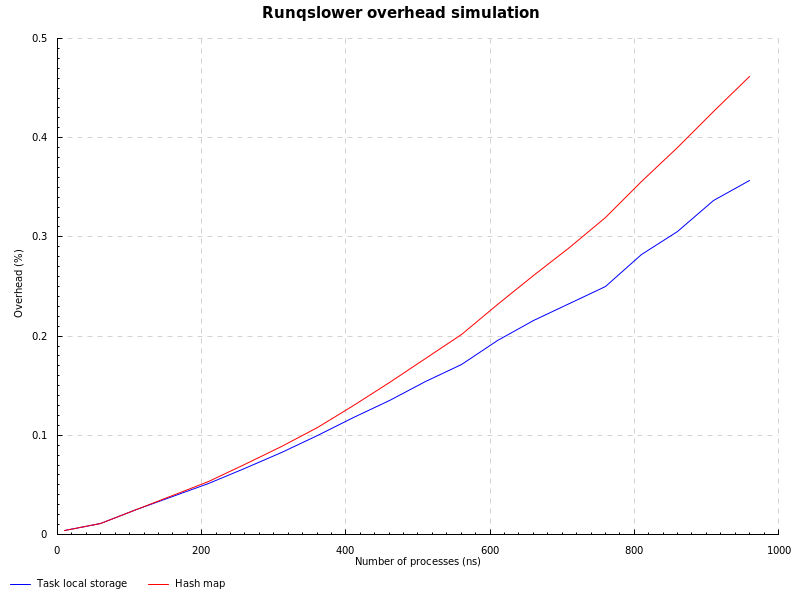 Runqslower overhead simulation
0.5
0.4
0.3
0.2
0.1
0
Overhead (%)
0 200 400 600 800 1000
Number of processes (ns)
Task local storage Hash map